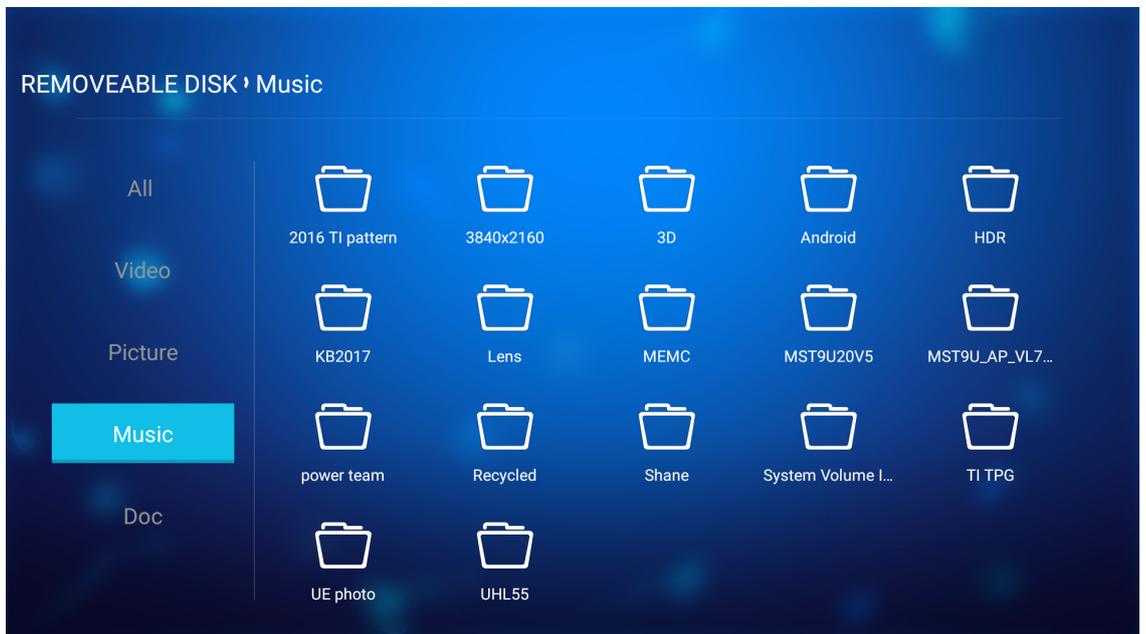 REMOVEABLE DISK Music
All
Video
Picture
Music
Doc
2016 TI pattern
3840x2160
3D
Android
HDR
KB2017
Lens
MEMC
MST9U20V5
MST9U_AP_VL7...
power team
Recycled
Shane
System Volume I...
TI TPG
UE photo
UHL55